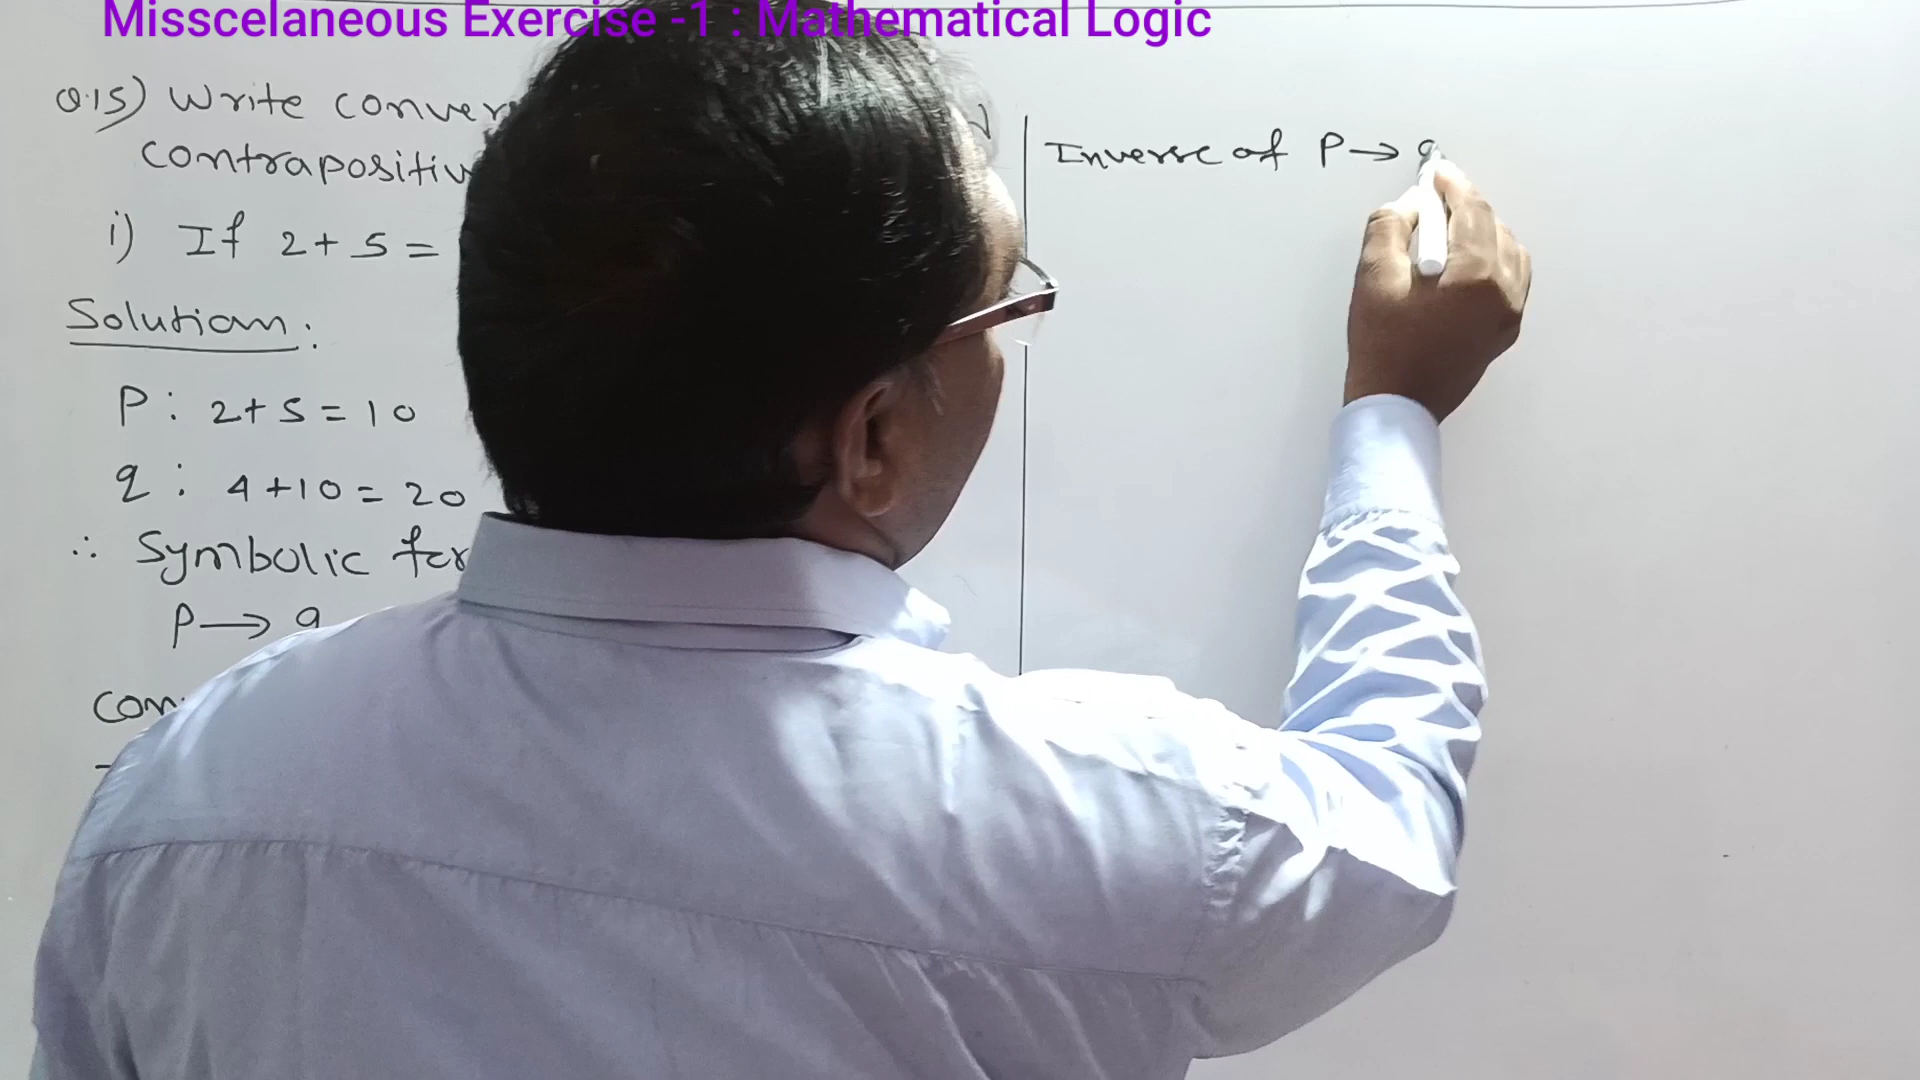 Misscelaneous Exercise -1 : Mathematical Logic
Q.15) Write conver
contrapositiv
i) If 2 + 5 =
Solution :
P : 2 + 5 = 10
q : 4 + 10 = 20
∴ Symbolic for
P → q
Con
Inverse of P → q